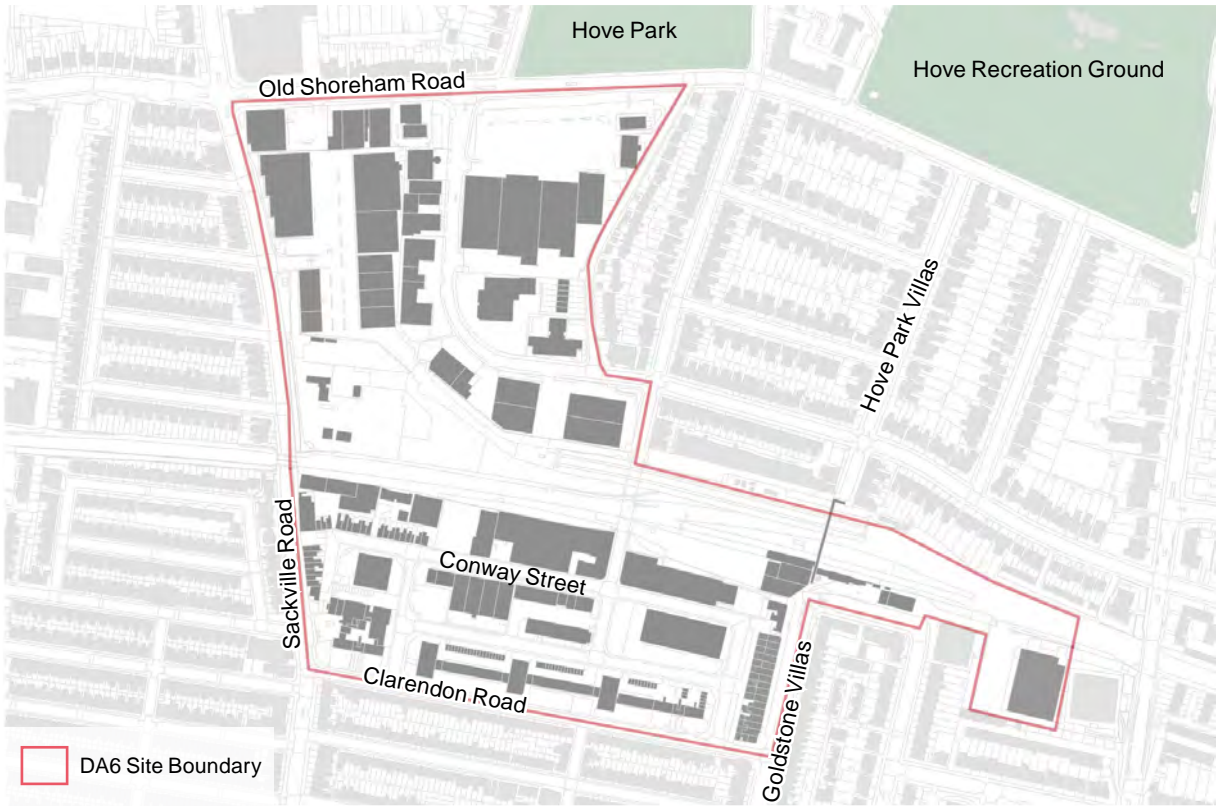 Hove Park
Hove Recreation Ground
Old Shoreham Road
Hove Park Villas
Sackville Road
Conway Street
Clarendon Road
Goldstone Villas
DA6 Site Boundary